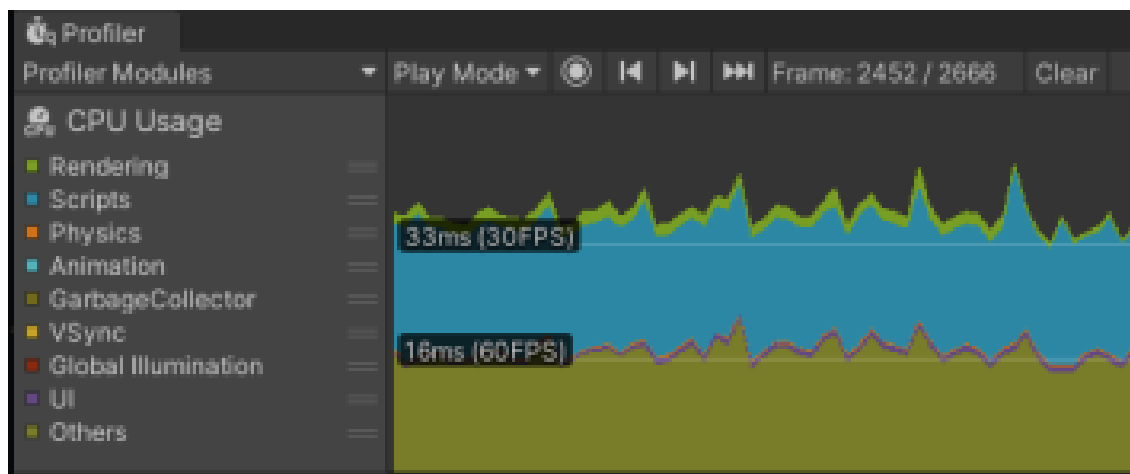 Profiler
Profiler Modules Play Mode Frame: 2452 / 2666 Clear
CPU Usage
Rendering
Scripts
Physics
33ms (30FPS)
Animation
GarbageCollector
VSync
16ms (60FPS)
Global Illumination
UI
Others